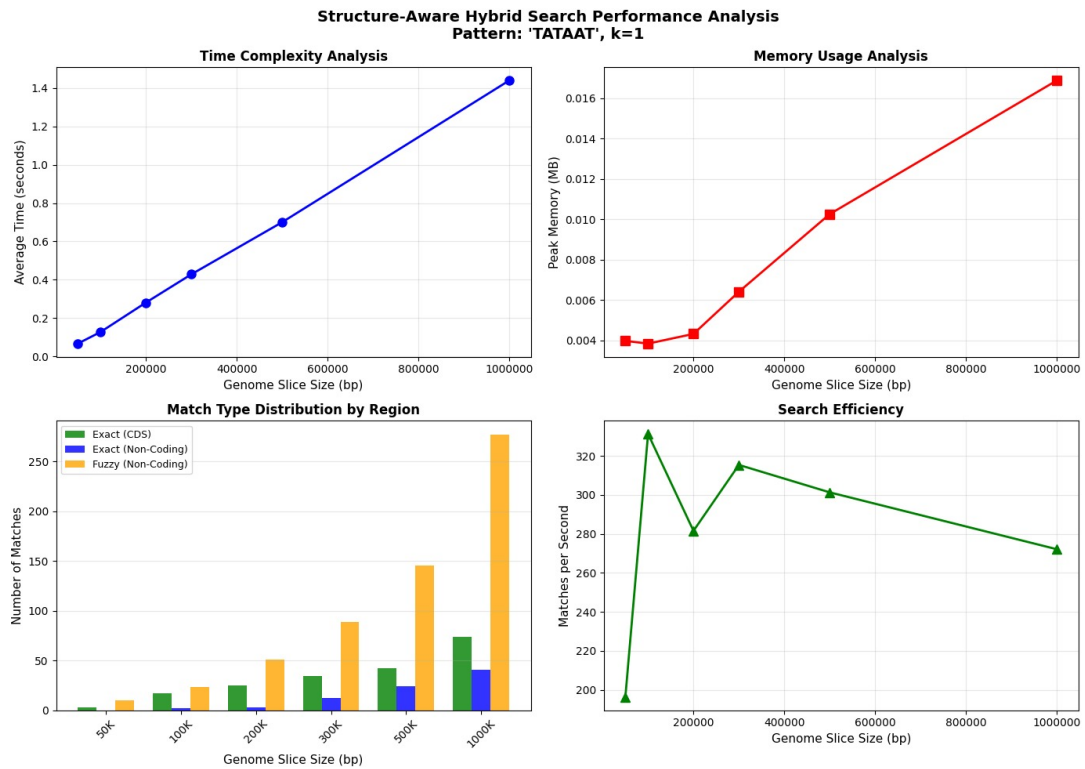 Structure-Aware Hybrid Search Performance Analysis
Pattern: 'TATAAT', k=1
Time Complexity Analysis
Average Time (seconds)
1.4
1.2
1.0
0.8
0.6
0.4
0.2
0.0
200000 400000 600000 800000 1000000
Genome Slice Size (bp)
Memory Usage Analysis
Peak Memory (MB)
0.016
0.014
0.012
0.010
0.008
0.006
0.004
200000 400000 600000 800000 1000000
Genome Slice Size (bp)
Match Type Distribution by Region
Exact (CDS)
Exact (Non-Coding)
Fuzzy (Non-Coding)
Number of Matches
250
200
150
100
50
0
50K 100K 200K 300K 500K 1000K
Genome Slice Size (bp)
Search Efficiency
Matches per Second
320
300
280
260
240
220
200
200000 400000 600000 800000 1000000
Genome Slice Size (bp)